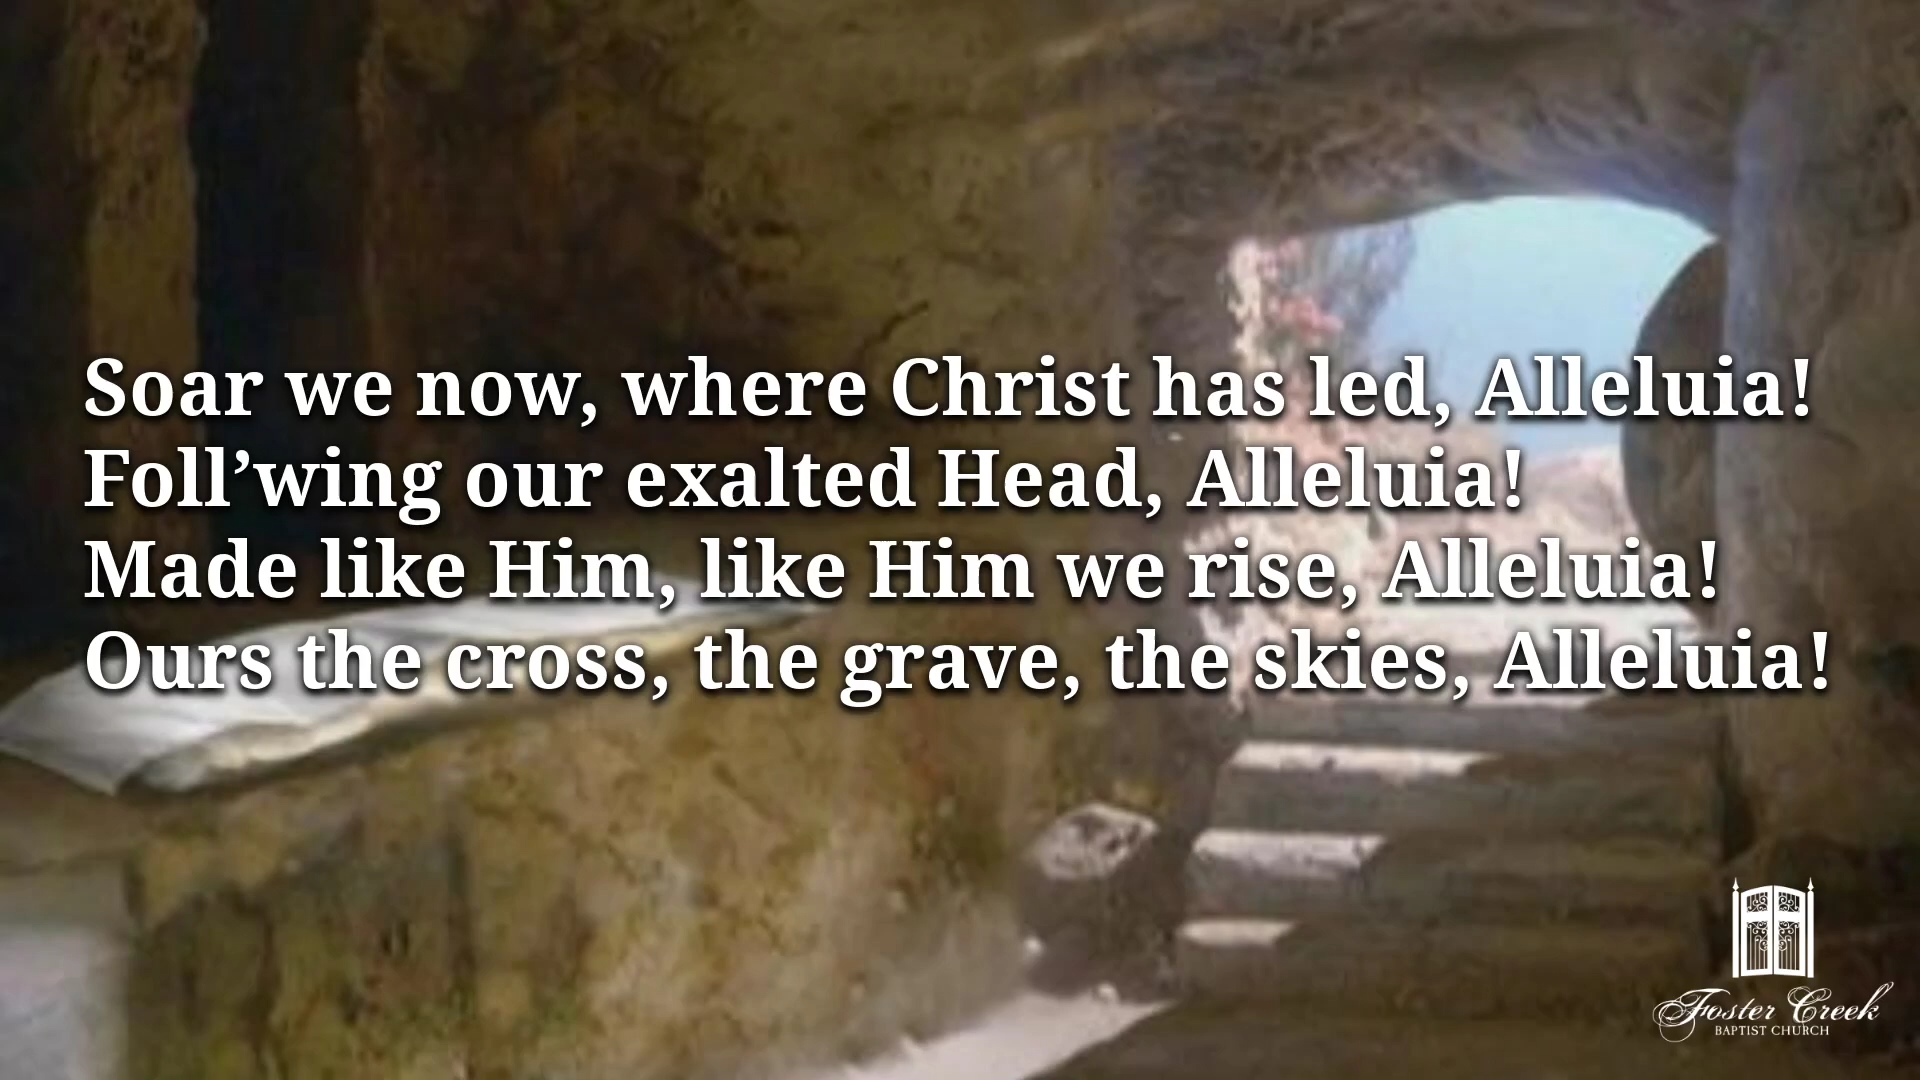 Soar we now, where Christ has led, Alleluia!
Foll’wing our exalted Head, Alleluia!
Made like Him, like Him we rise, Alleluia!
Ours the cross, the grave, the skies, Alleluia!
Foster Creek
BAPTIST CHURCH